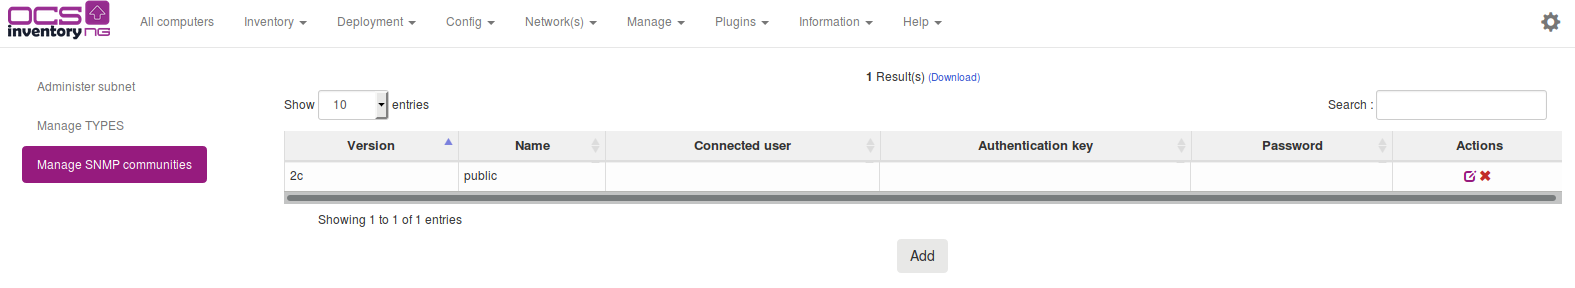 OCS inventory NG
All computers Inventory Deployment Config Network(s) Manage Plugins Information Help
Administer subnet
Manage TYPES
Manage SNMP communities
1 Result(s) (Download)
Show 10 entries Search :
Version Name Connected user Authentication key Password Actions
2c public
Showing 1 to 1 of 1 entries
Add